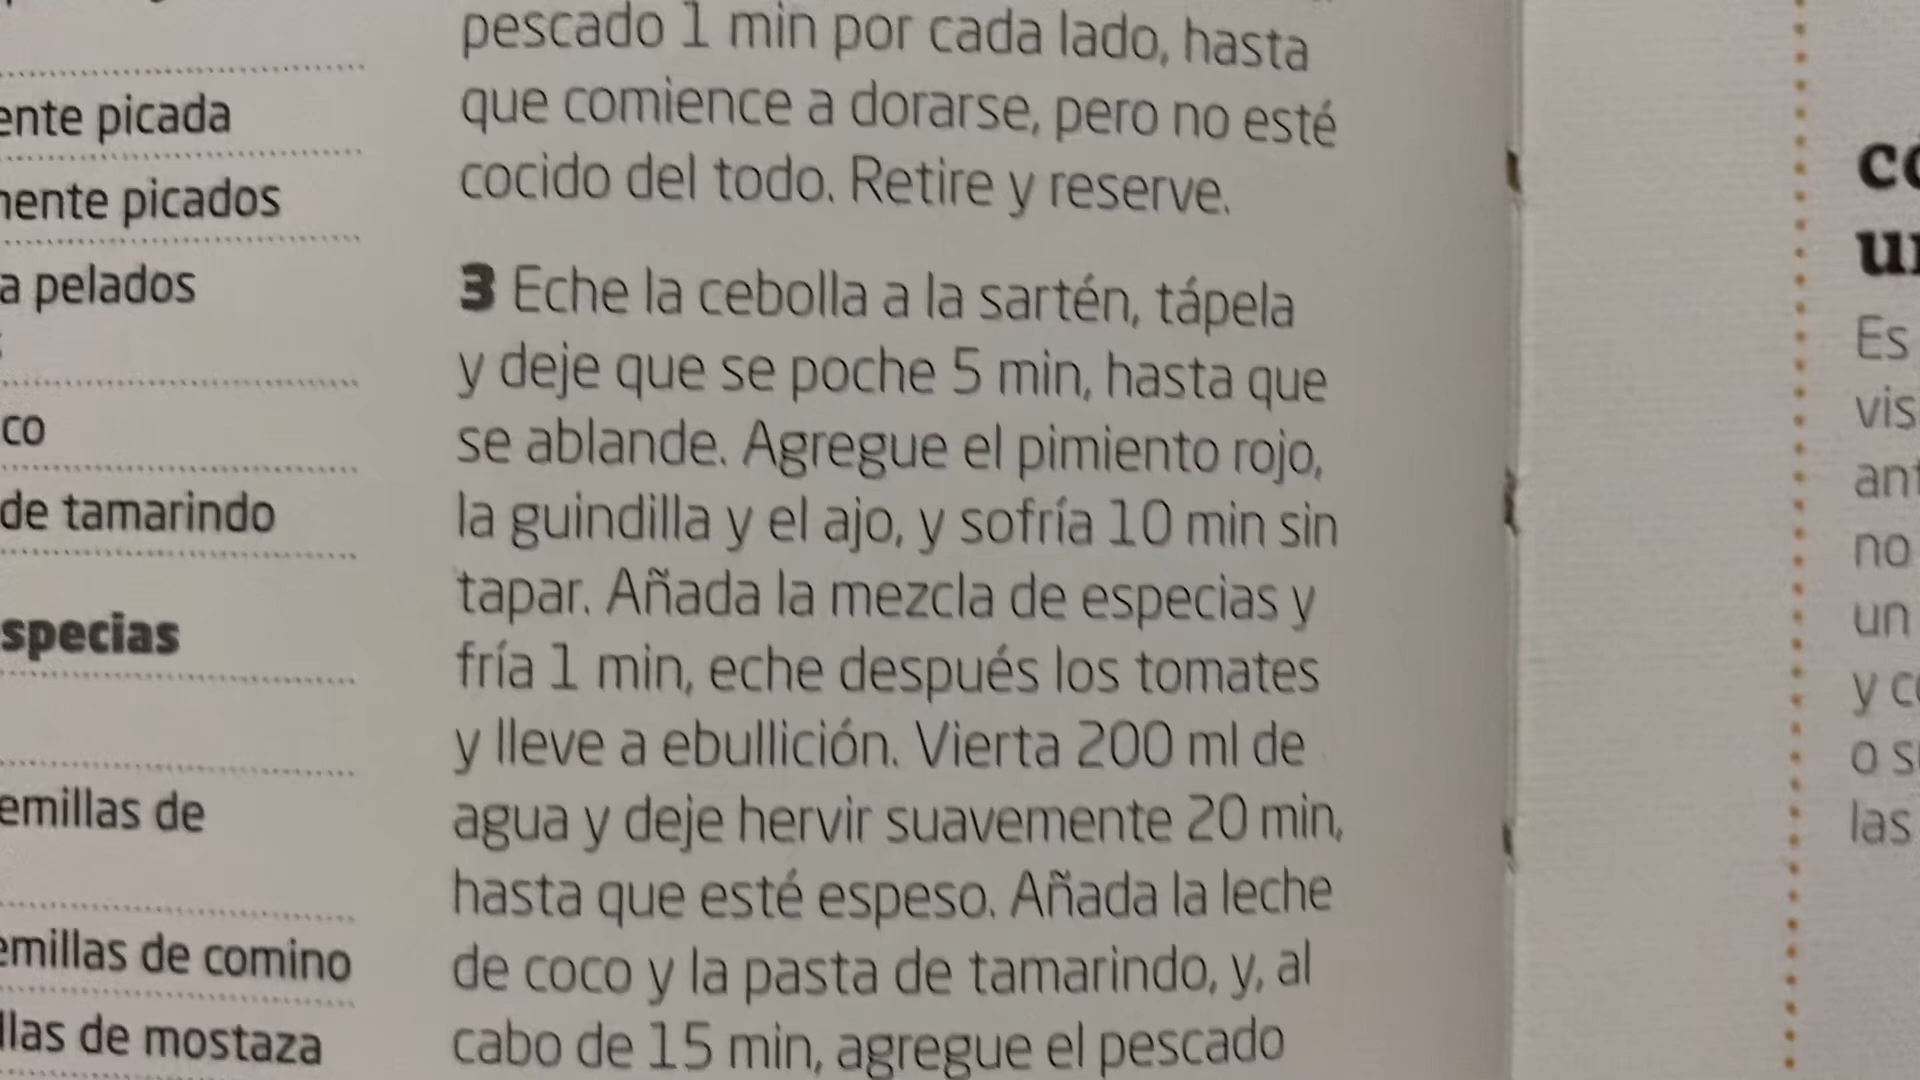 picada
picados
a pelados
co
de tamarindo
emillas de
millas de comino
de mostaza
pescado 1 min por cada lado, hasta
que comience a dorarse, pero no esté
cocido del todo. Retire y reserve.
3 Eche la cebolla a la sartén, tápela
y deje que se poche 5 min, hasta que
se ablande. Agregue el pimiento rojo,
la guindilla y el ajo, y sofría 10 min sin
tapar. Añada la mezcla de especias y
fría 1 min, eche después los tomates
y lleve a ebullición. Vierta 200 ml de
agua y deje hervir suavemente 20 min,
hasta que esté espeso. Añada la leche
de coco y la pasta de tamarindo, y, al
cabo de 15 min, agregue el pescado
Es
vis
no
un
y
o
las